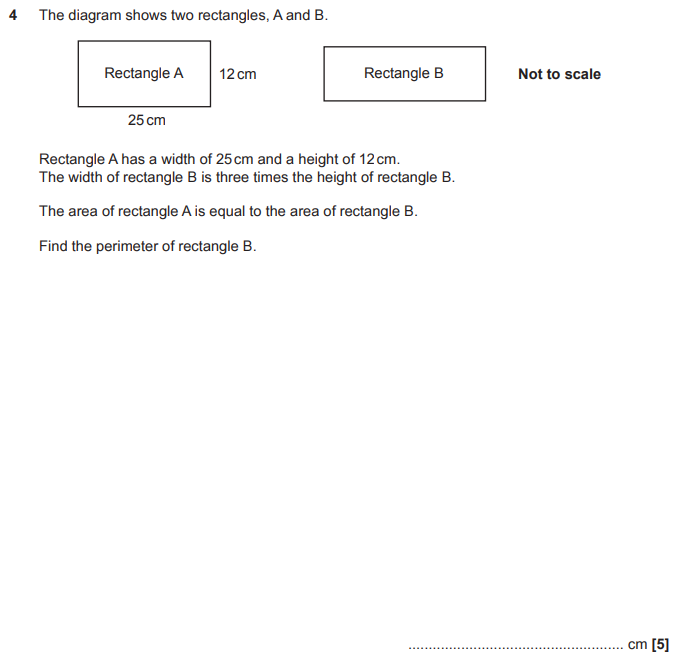 4 The diagram shows two rectangles, A and B.
Rectangle A
12 cm
Rectangle B
Not to scale
25 cm
Rectangle A has a width of 25 cm and a height of 12 cm.
The width of rectangle B is three times the height of rectangle B.
The area of rectangle A is equal to the area of rectangle B.
Find the perimeter of rectangle B.
..................................................... cm [5]